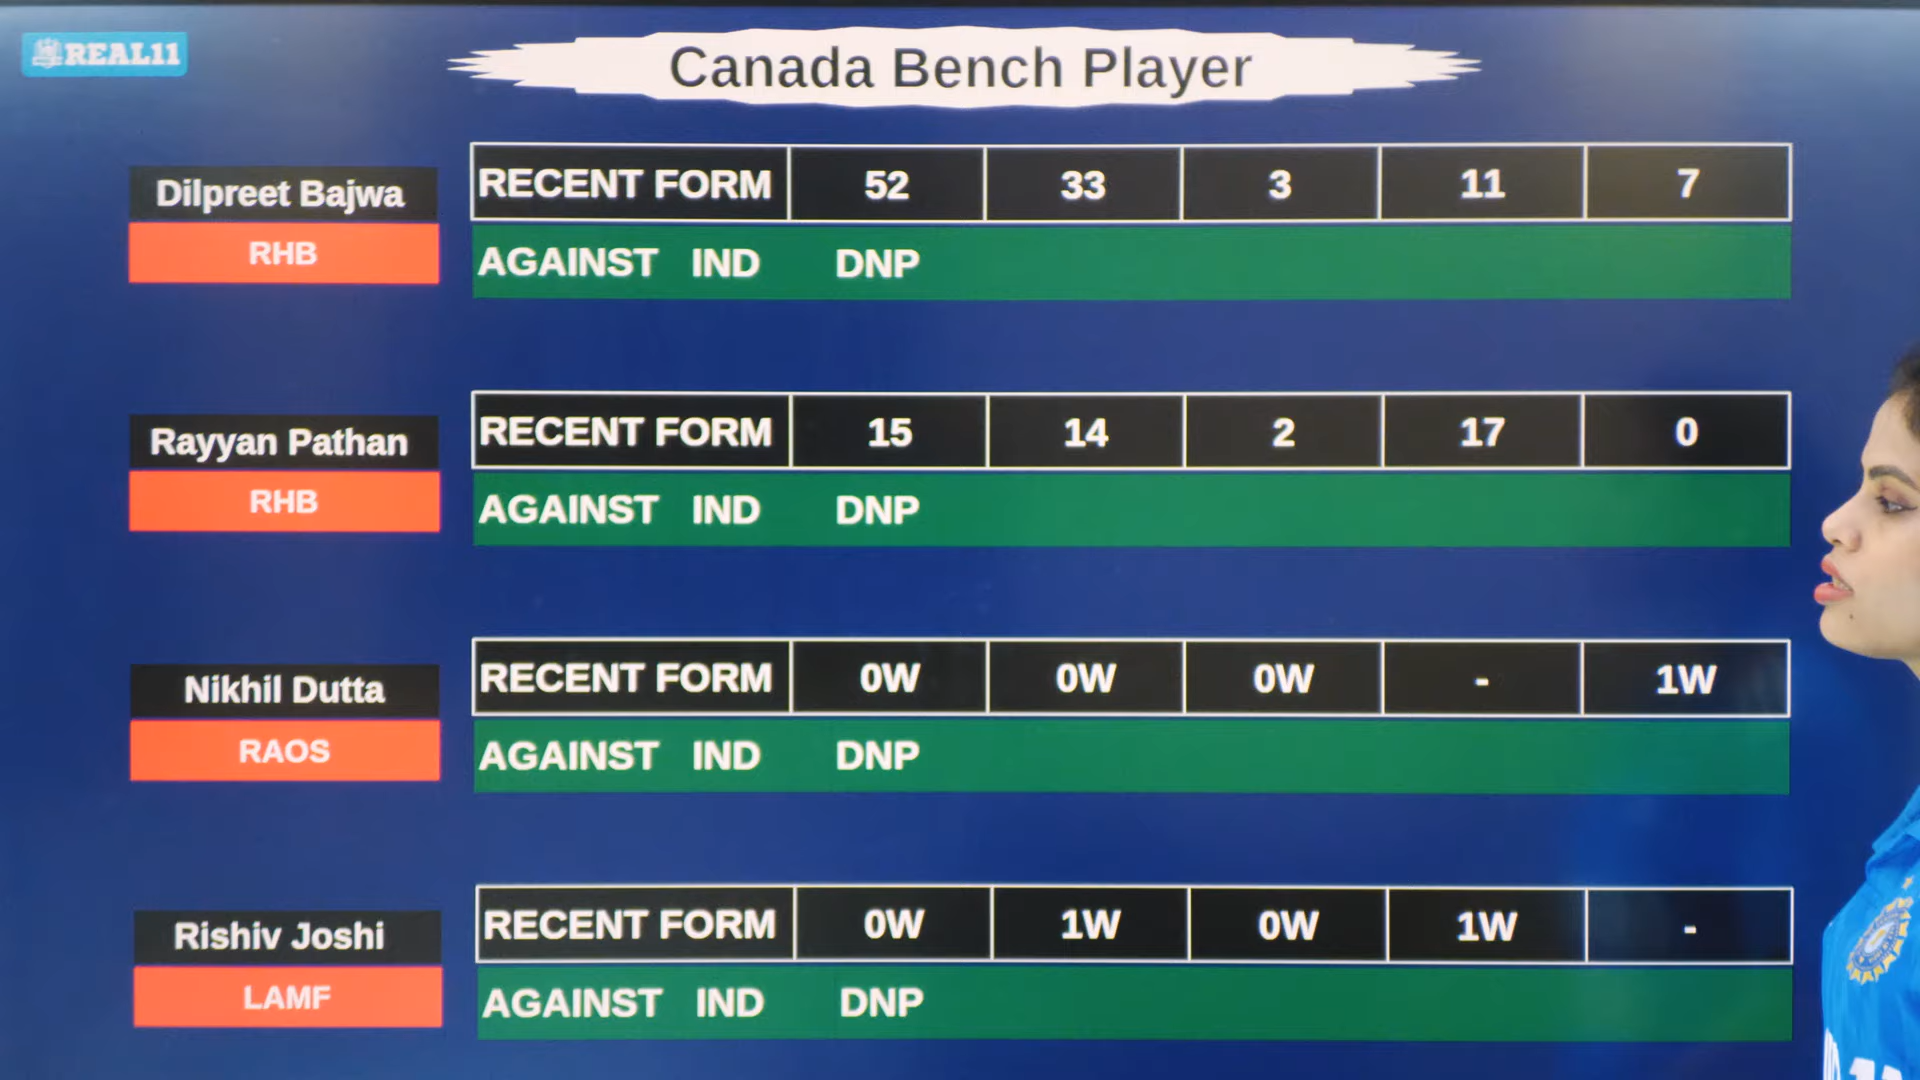 REAL11
Canada Bench Player
Dilpreet Bajwa
RHB
RECENT FORM 52 33 3 11 7
AGAINST IND DNP
Rayyan Pathan
RHB
RECENT FORM 15 14 2 17 0
AGAINST IND DNP
Nikhil Dutta
RAOS
RECENT FORM 0W 0W 0W - 1W
AGAINST IND DNP
Rishiv Joshi
LAMF
RECENT FORM 0W 1W 0W 1W -
AGAINST IND DNP